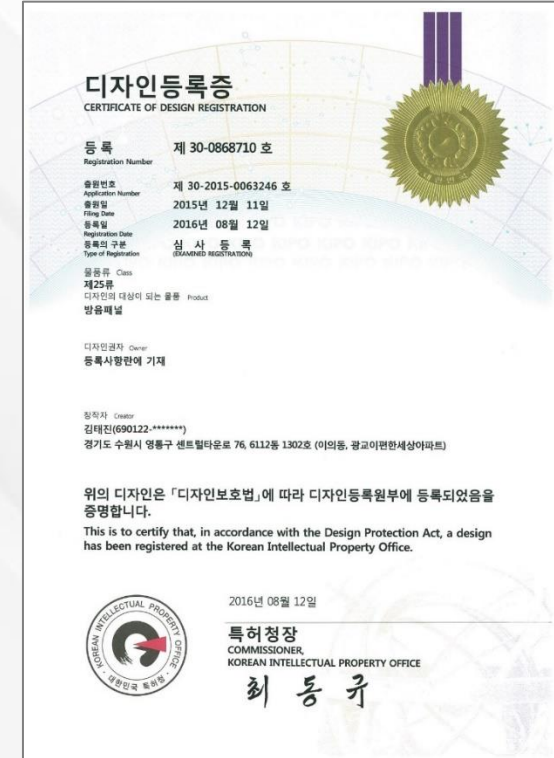 디자인등록증
CERTIFICATE OF DESIGN REGISTRATION
등 록 제 30-0868710 호
Registration Number
출원번호 제 30-2015-0063246 호
Application Number
출원일 2015년 12월 11일
Filing Date
등록일 2016년 08월 12일
Registration Date
등록의 구분 심 사 등 록
Type of Registration (EXAMINED REGISTRATION)
물품류 Class
제25류
디자인의 대상이 되는 물품 Product
방음패널
디자인권자 Owner
등록사항란에 기재
창작자 Creator
김태진(690122-*******)
경기도 수원시 영통구 센트럴타운로 76, 6112동 1302호 (이의동, 광교이편한세상아파트)
위의 디자인은 「디자인보호법」에 따라 디자인등록원부에 등록되었음을
증명합니다.
This is to certify that, in accordance with the Design Protection Act, a design
has been registered at the Korean Intellectual Property Office.
2016년 08월 12일
특허청장
COMMISSIONER,
KOREAN INTELLECTUAL PROPERTY OFFICE
최 동 규
KOREAN INTELLECTUAL PROPERTY OFFICE
대한민국 특허청